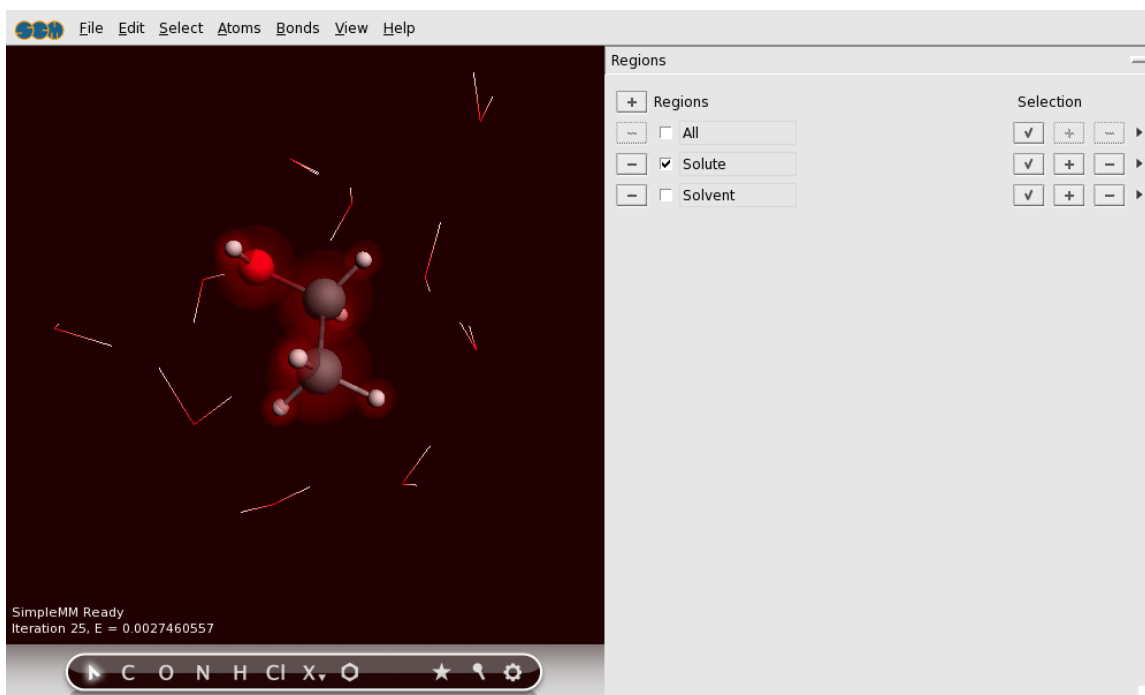 SCM File Edit Select Atoms Bonds View Help
Regions
Regions Selection
All
Solute
Solvent
SimpleMM Ready
Iteration 25, E = 0.0027460557
C O N H Cl X